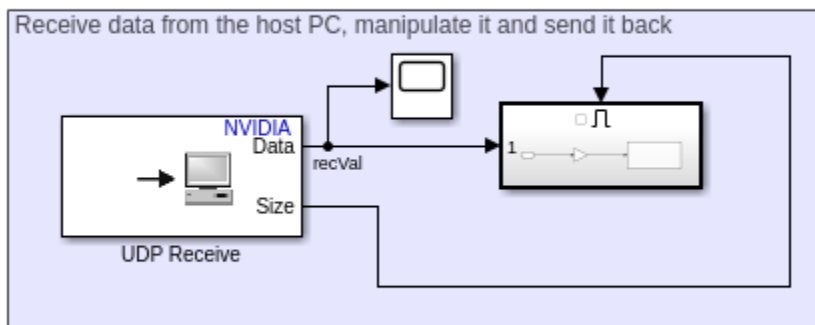 Receive data from the host PC, manipulate it and send it back
NVIDIA
Data
recVal
1
Size
UDP Receive